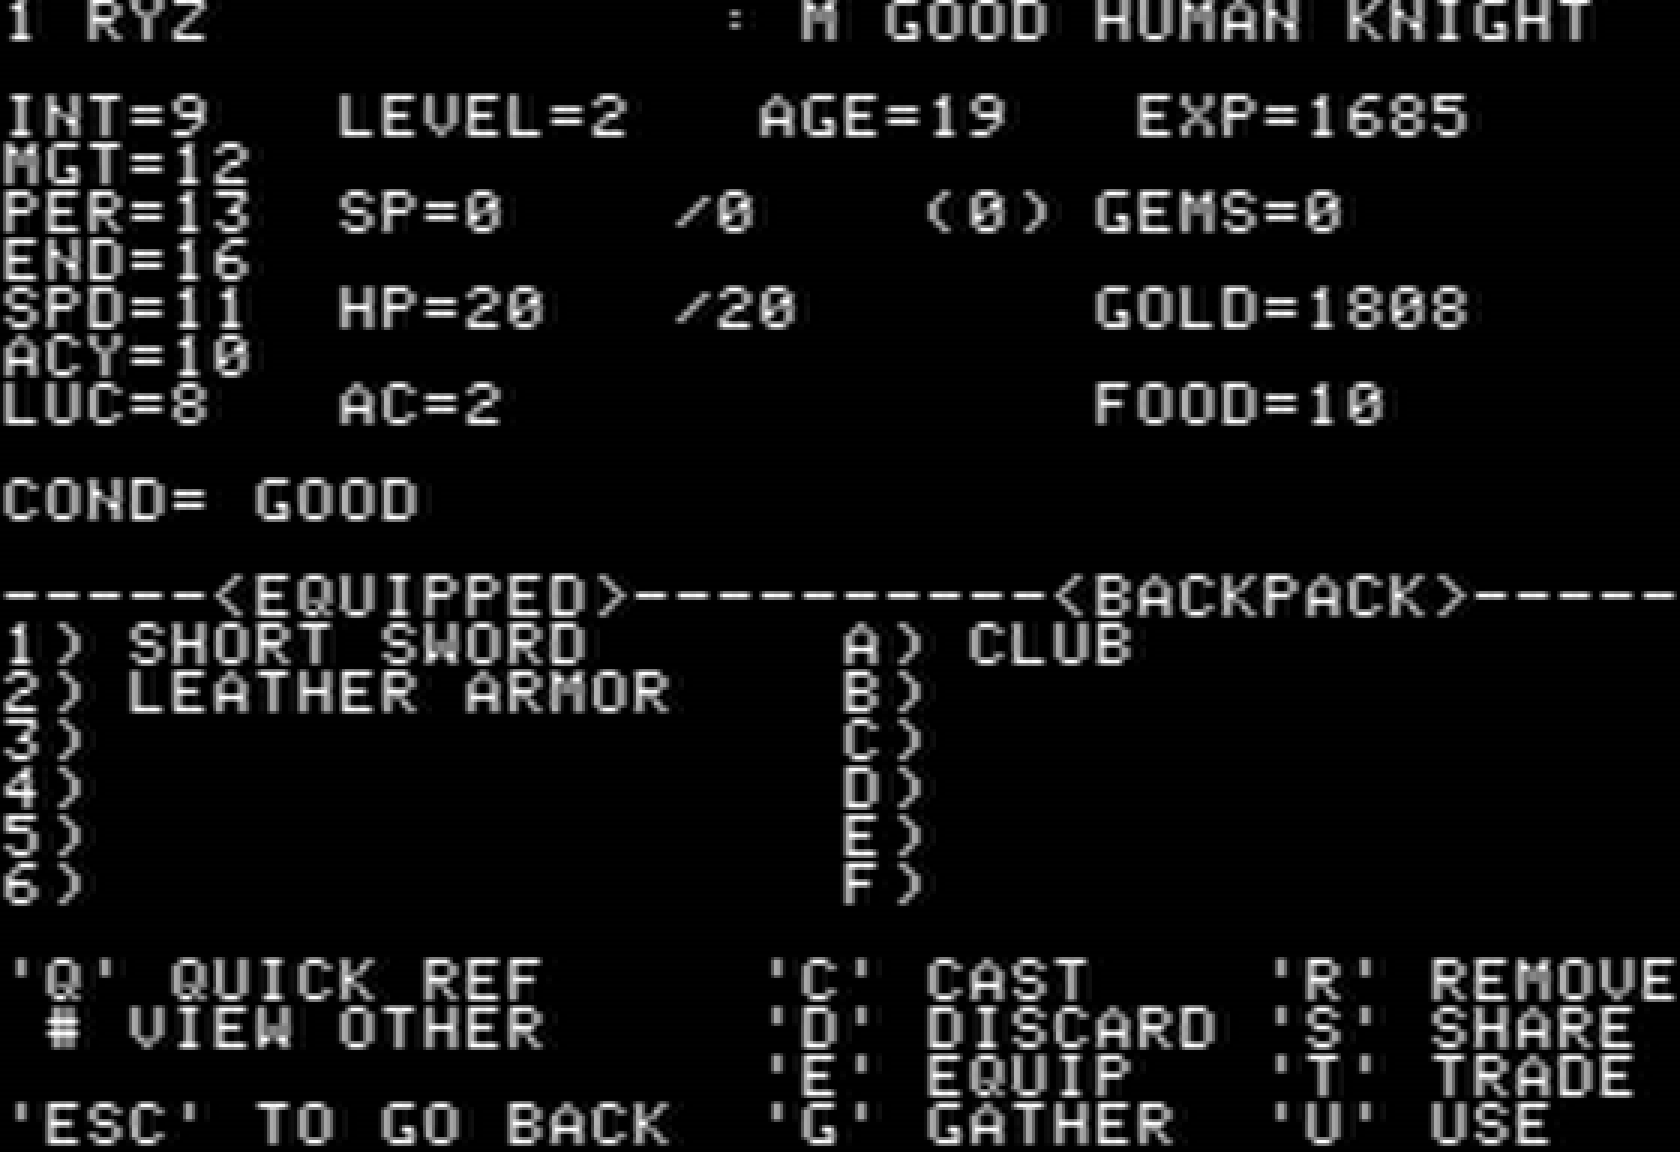 1 RYZ : M GOOD HUMAN KNIGHT
INT=9 LEVEL=2 AGE=19 EXP=1685
MGT=12
PER=13 SP=0 /0 (0) GEMS=0
END=16
SPD=11 HP=20 /20 GOLD=1808
ACY=10
LUC=8 AC=2 FOOD=10
COND= GOOD
-----<EQUIPPED>----------<BACKPACK>-----
1) SHORT SWORD A) CLUB
2) LEATHER ARMOR B)
3) C)
4) D)
5) E)
6) F)
'Q' QUICK REF 'C' CAST 'R' REMOVE
# VIEW OTHER 'D' DISCARD 'S' SHARE
'E' EQUIP 'T' TRADE
'ESC' TO GO BACK 'G' GATHER 'U' USE